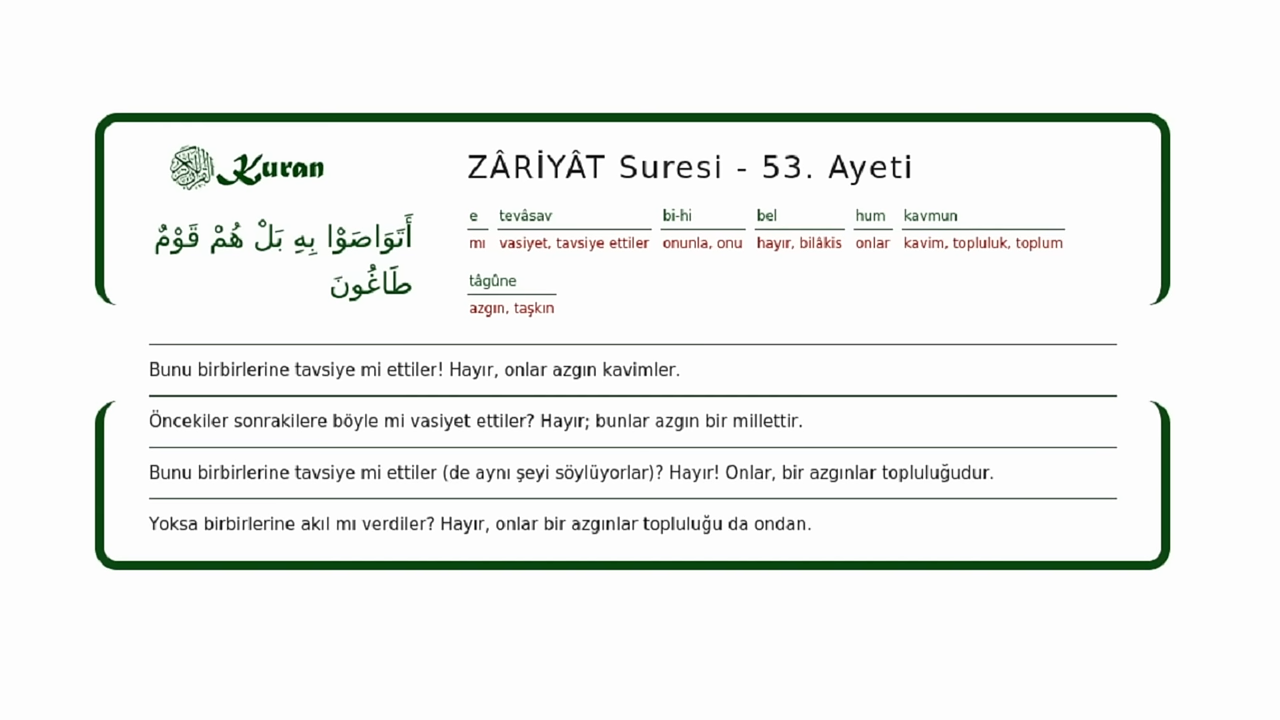 Kuran
ZÂRİYÂT Suresi - 53. Ayeti
أَتَوَاصَوْا بِهِ بَلْ هُمْ قَوْمٌ
طَاغُونَ
e tevâsav bi-hi bel hum kavmun
mı vasiyet, tavsiye ettiler onunla, onu hayır, bilâkis onlar kavim, topluluk, toplum
tâgûne
azgın, taşkın
Bunu birbirlerine tavsiye mi ettiler! Hayır, onlar azgın kavimler.
Öncekiler sonrakilere böyle mi vasiyet ettiler? Hayır; bunlar azgın bir millettir.
Bunu birbirlerine tavsiye mi ettiler (de aynı şeyi söylüyorlar)? Hayır! Onlar, bir azgınlar topluluğudur.
Yoksa birbirlerine akıl mı verdiler? Hayır, onlar bir azgınlar topluluğu da ondan.